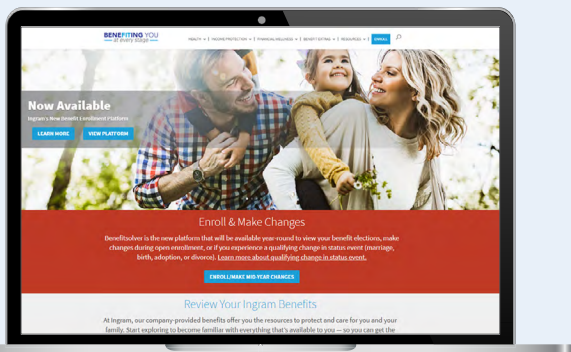 BENEFITING YOU
at every stage
HEALTH | INCOME PROTECTION | FINANCIAL WELLNESS | BENEFIT EXTRAS | RESOURCES | ENROLL
Now Available
Ingram's New Benefit Enrollment Platform
LEARN MORE VIEW PLATFORM
Enroll & Make Changes
Benefitsolver is the new platform that will be available year-round to view your benefit elections, make
changes during open enrollment, or if you experience a qualifying change in status event (marriage,
birth, adoption, or divorce). Learn more about qualifying change in status event.
ENROLL/MAKE MID-YEAR CHANGES
Review Your Ingram Benefits
At Ingram, our company-provided benefits offer you the resources to protect and care for you and your
family. Start exploring to become familiar with everything that's available to you — so you can get the